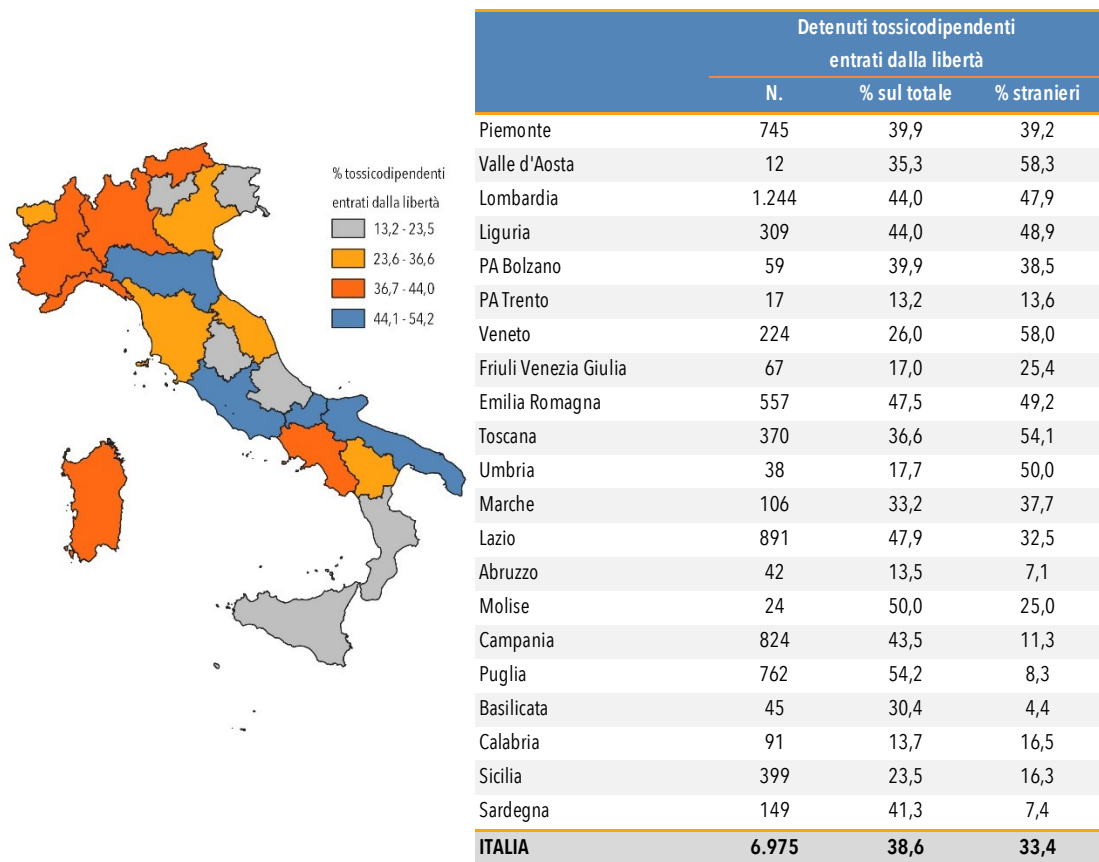 % tossicodipendenti
entrati dalla libertà
13,2 - 23,5
23,6 - 36,6
36,7 - 44,0
44,1 - 54,2
Detenuti tossicodipendenti
entrati dalla libertà
N. % sul totale % stranieri
Piemonte 745 39,9 39,2
Valle d'Aosta 12 35,3 58,3
Lombardia 1.244 44,0 47,9
Liguria 309 44,0 48,9
PA Bolzano 59 39,9 38,5
PA Trento 17 13,2 13,6
Veneto 224 26,0 58,0
Friuli Venezia Giulia 67 17,0 25,4
Emilia Romagna 557 47,5 49,2
Toscana 370 36,6 54,1
Umbria 38 17,7 50,0
Marche 106 33,2 37,7
Lazio 891 47,9 32,5
Abruzzo 42 13,5 7,1
Molise 24 50,0 25,0
Campania 824 43,5 11,3
Puglia 762 54,2 8,3
Basilicata 45 30,4 4,4
Calabria 91 13,7 16,5
Sicilia 399 23,5 16,3
Sardegna 149 41,3 7,4
ITALIA 6.975 38,6 33,4